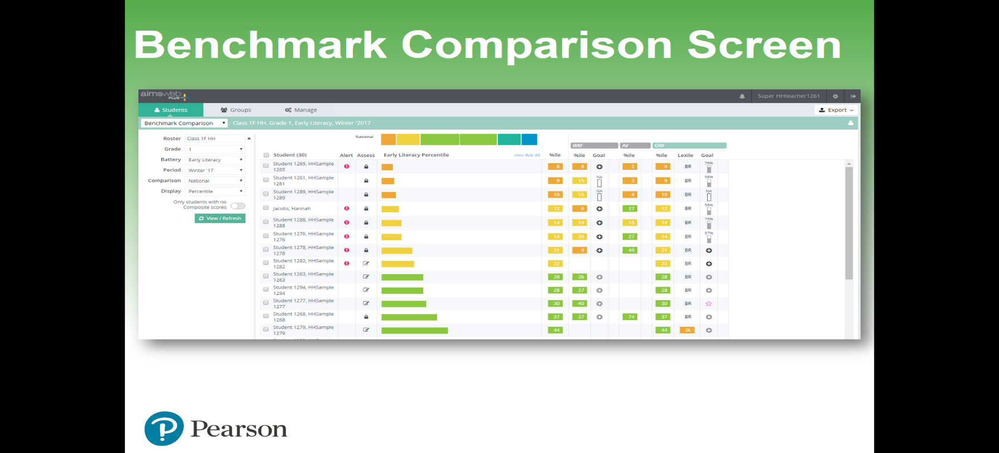 Benchmark Comparison Screen
aimsweb
PLUS
Super HHteacher1261
Students Groups Manage Export
Benchmark Comparison : Class 1F HH, Grade 1, Early Literacy, Winter '2017
Roster Class 1F HH
Grade 1
Battery Early Literacy
Period Winter '17
Comparison National
Display Percentile
Only students with no
Composite scores
View / Refresh
National
WRF AV ORF
Student (30) Alert Assess Early Literacy Percentile max %ile 99 %ile %ile Goal %ile %ile Lexile Goal
Student 1265, HHSample
1265 8 8 2 8 BR 76%
Student 1261, HHSample
1261 9 15 NA 2 9 BR 56%
Student 1289, HHSample
1289 10 15 NA 4 10 BR NA
Jacobs, Hannah 12 6 27 12 BR 56%
Student 1288, HHSample
1288 14 14 15 14 BR 75%
Student 1276, HHSample
1276 14 20 27 14 BR 57%
Student 1278, HHSample
1278 21 9 49 21 BR
Student 1282, HHSample
1282 22 22 BR
Student 1263, HHSample
1263 28 26 28 BR
Student 1294, HHSample
1294 28 27 28 BR
Student 1277, HHSample
1277 30 40 30 BR
Student 1268, HHSample
1268 37 27 74 37 BR
Student 1279, HHSample
1279 44 44 0L
Pearson